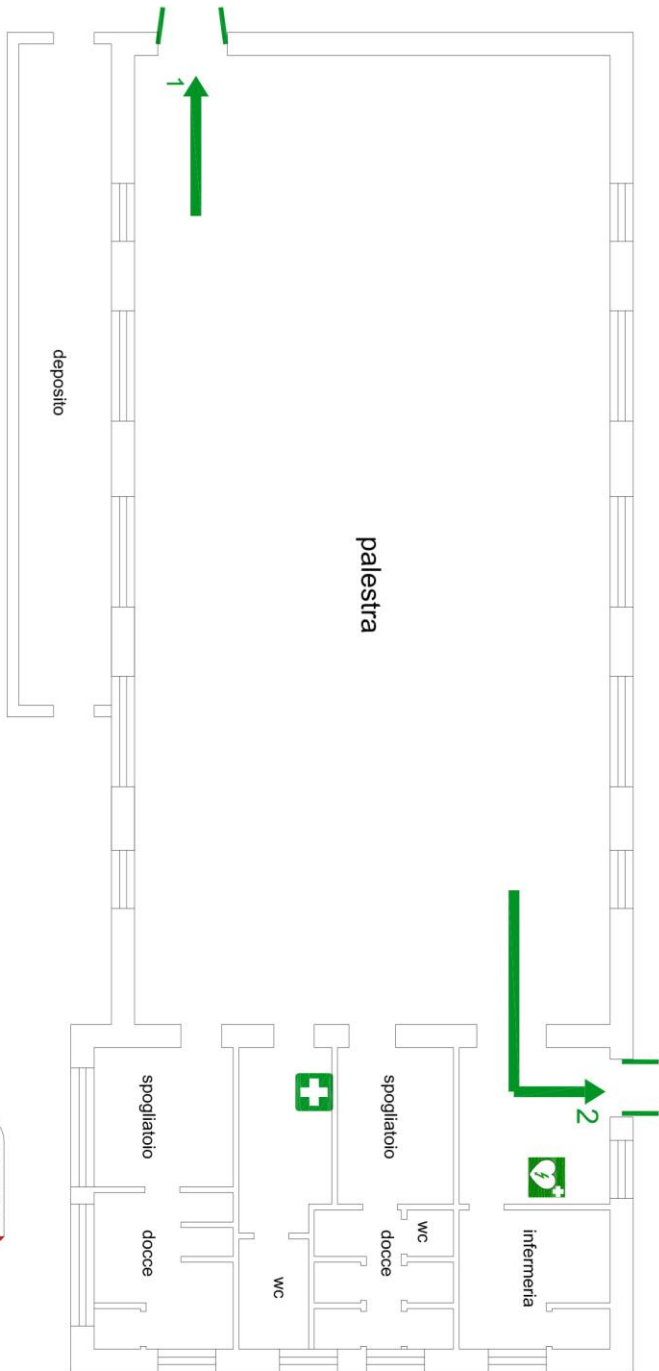 1
deposito
palestra
2
spogliatoio
spogliatoio
docce
wc
docce
wc
infermeria